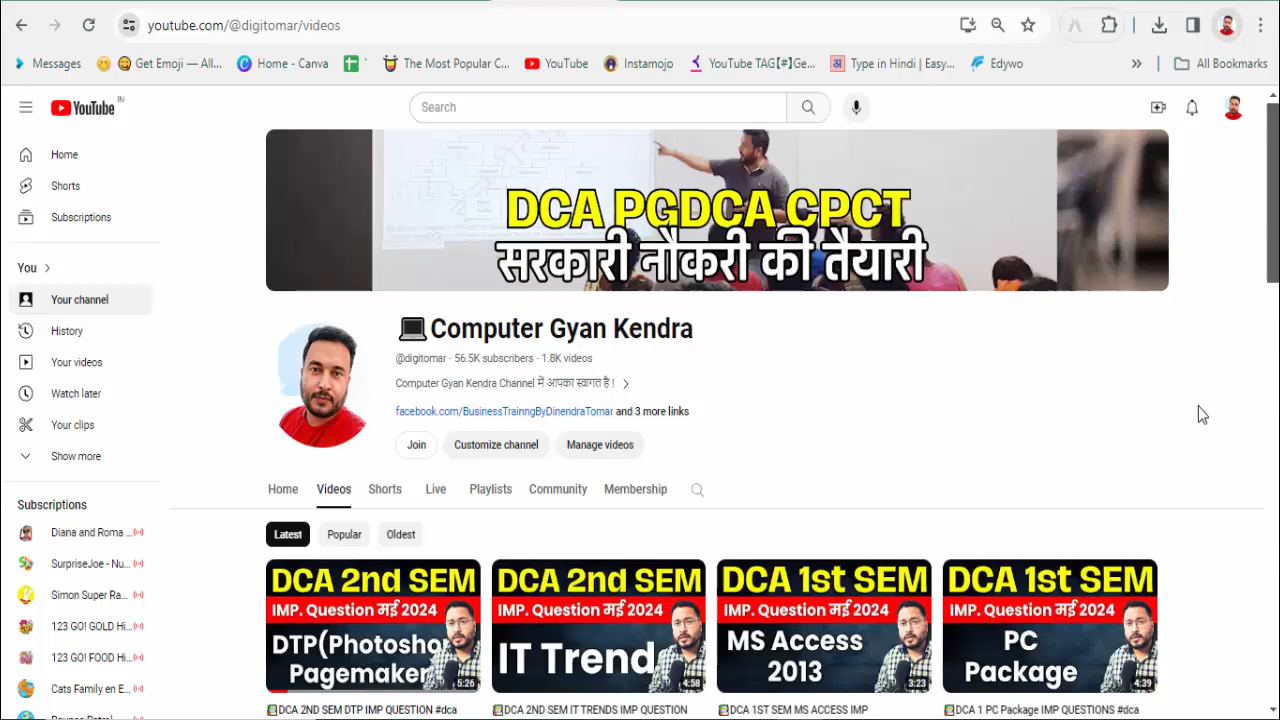 youtube.com/@digitomar/videos
Messages
Get Emoji — All...
Home - Canva
The Most Popular C...
YouTube
Instamojo
YouTube TAG【#】Ge...
Type in Hindi | Easy...
Edywo
All Bookmarks
YouTube IN
Search
Home
Shorts
Subscriptions
You
Your channel
History
Your videos
Watch later
Your clips
Show more
Subscriptions
Diana and Roma ...
SurpriseJoe - Nu...
Simon Super Ra...
123 GO! GOLD Hi...
123 GO! FOOD Hi...
Cats Family en E...
DCA PGDCA CPCT
सरकारी नौकरी की तैयारी
Computer Gyan Kendra
@digitomar · 56.5K subscribers · 1.8K videos
Computer Gyan Kendra Channel में आपका स्वागत है !
facebook.com/BusinessTrainngByDinendraTomar and 3 more links
Join Customize channel Manage videos
Home Videos Shorts Live Playlists Community Membership
Latest Popular Oldest
DCA 2nd SEM
IMP. Question मई 2024
DTP(Photoshop
Pagemaker
5:26
DCA 2ND SEM DTP IMP QUESTION #dca
DCA 2nd SEM
IMP. Question मई 2024
IT Trend
4:58
DCA 2ND SEM IT TRENDS IMP QUESTION
DCA 1st SEM
IMP. Question मई 2024
MS Access
2013
3:23
DCA 1ST SEM MS ACCESS IMP
DCA 1st SEM
IMP. Question मई 2024
PC
Package
4:39
DCA 1 PC Package IMP QUESTIONS #dca